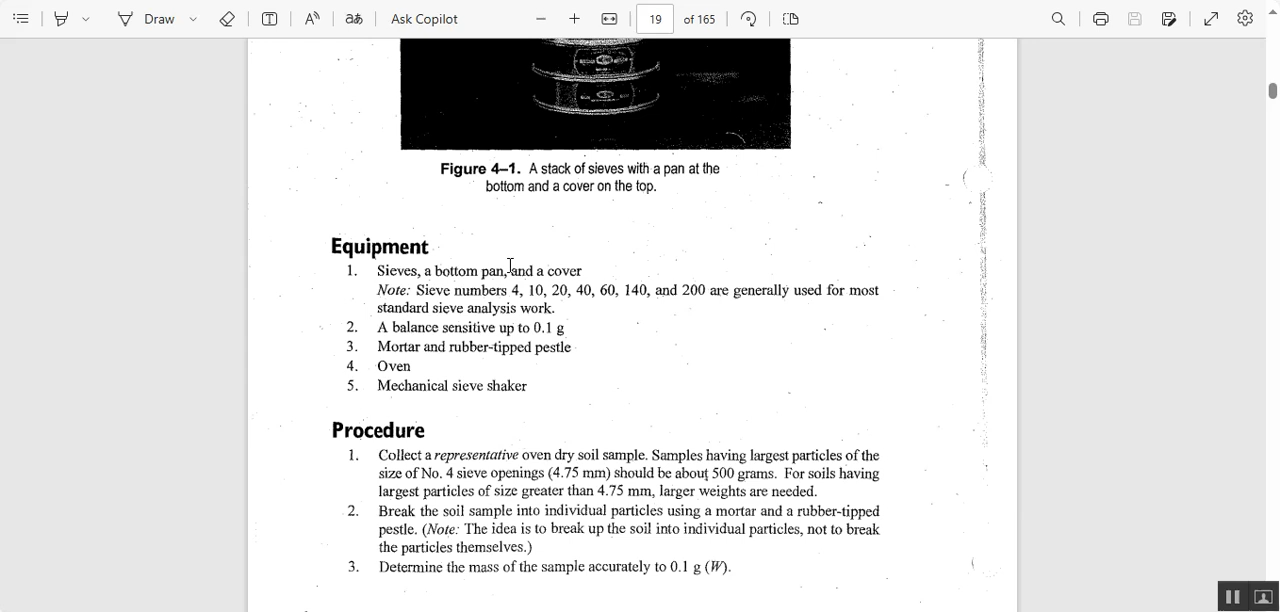 Draw
Ask Copilot
19 of 165
Figure 4–1. A stack of sieves with a pan at the
bottom and a cover on the top.
Equipment
1. Sieves, a bottom pan, and a cover
Note: Sieve numbers 4, 10, 20, 40, 60, 140, and 200 are generally used for most
standard sieve analysis work.
2. A balance sensitive up to 0.1 g
3. Mortar and rubber-tipped pestle
4. Oven
5. Mechanical sieve shaker
Procedure
1. Collect a representative oven dry soil sample. Samples having largest particles of the
size of No. 4 sieve openings (4.75 mm) should be about 500 grams. For soils having
largest particles of size greater than 4.75 mm, larger weights are needed.
2. Break the soil sample into individual particles using a mortar and a rubber-tipped
pestle. (Note: The idea is to break up the soil into individual particles, not to break
the particles themselves.)
3. Determine the mass of the sample accurately to 0.1 g (W).